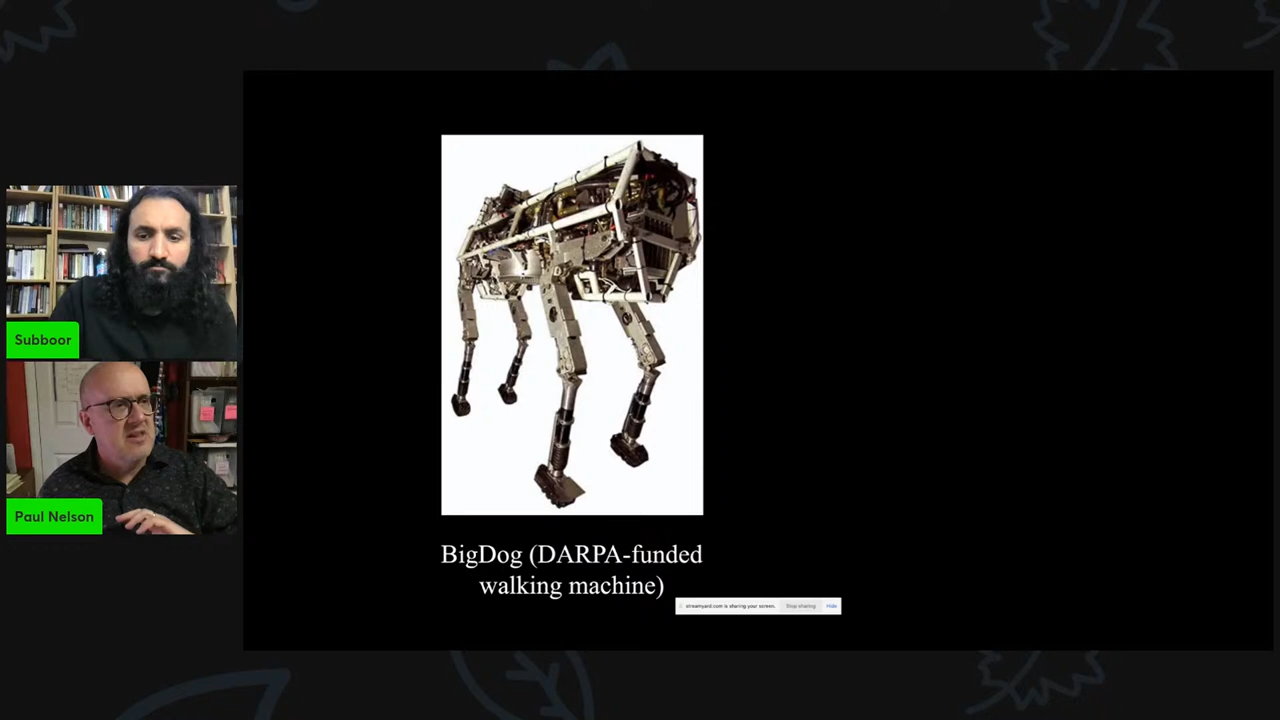 Subboor
Paul Nelson
BigDog (DARPA-funded
walking machine)
streamyard.com is sharing your screen. Stop sharing Hide